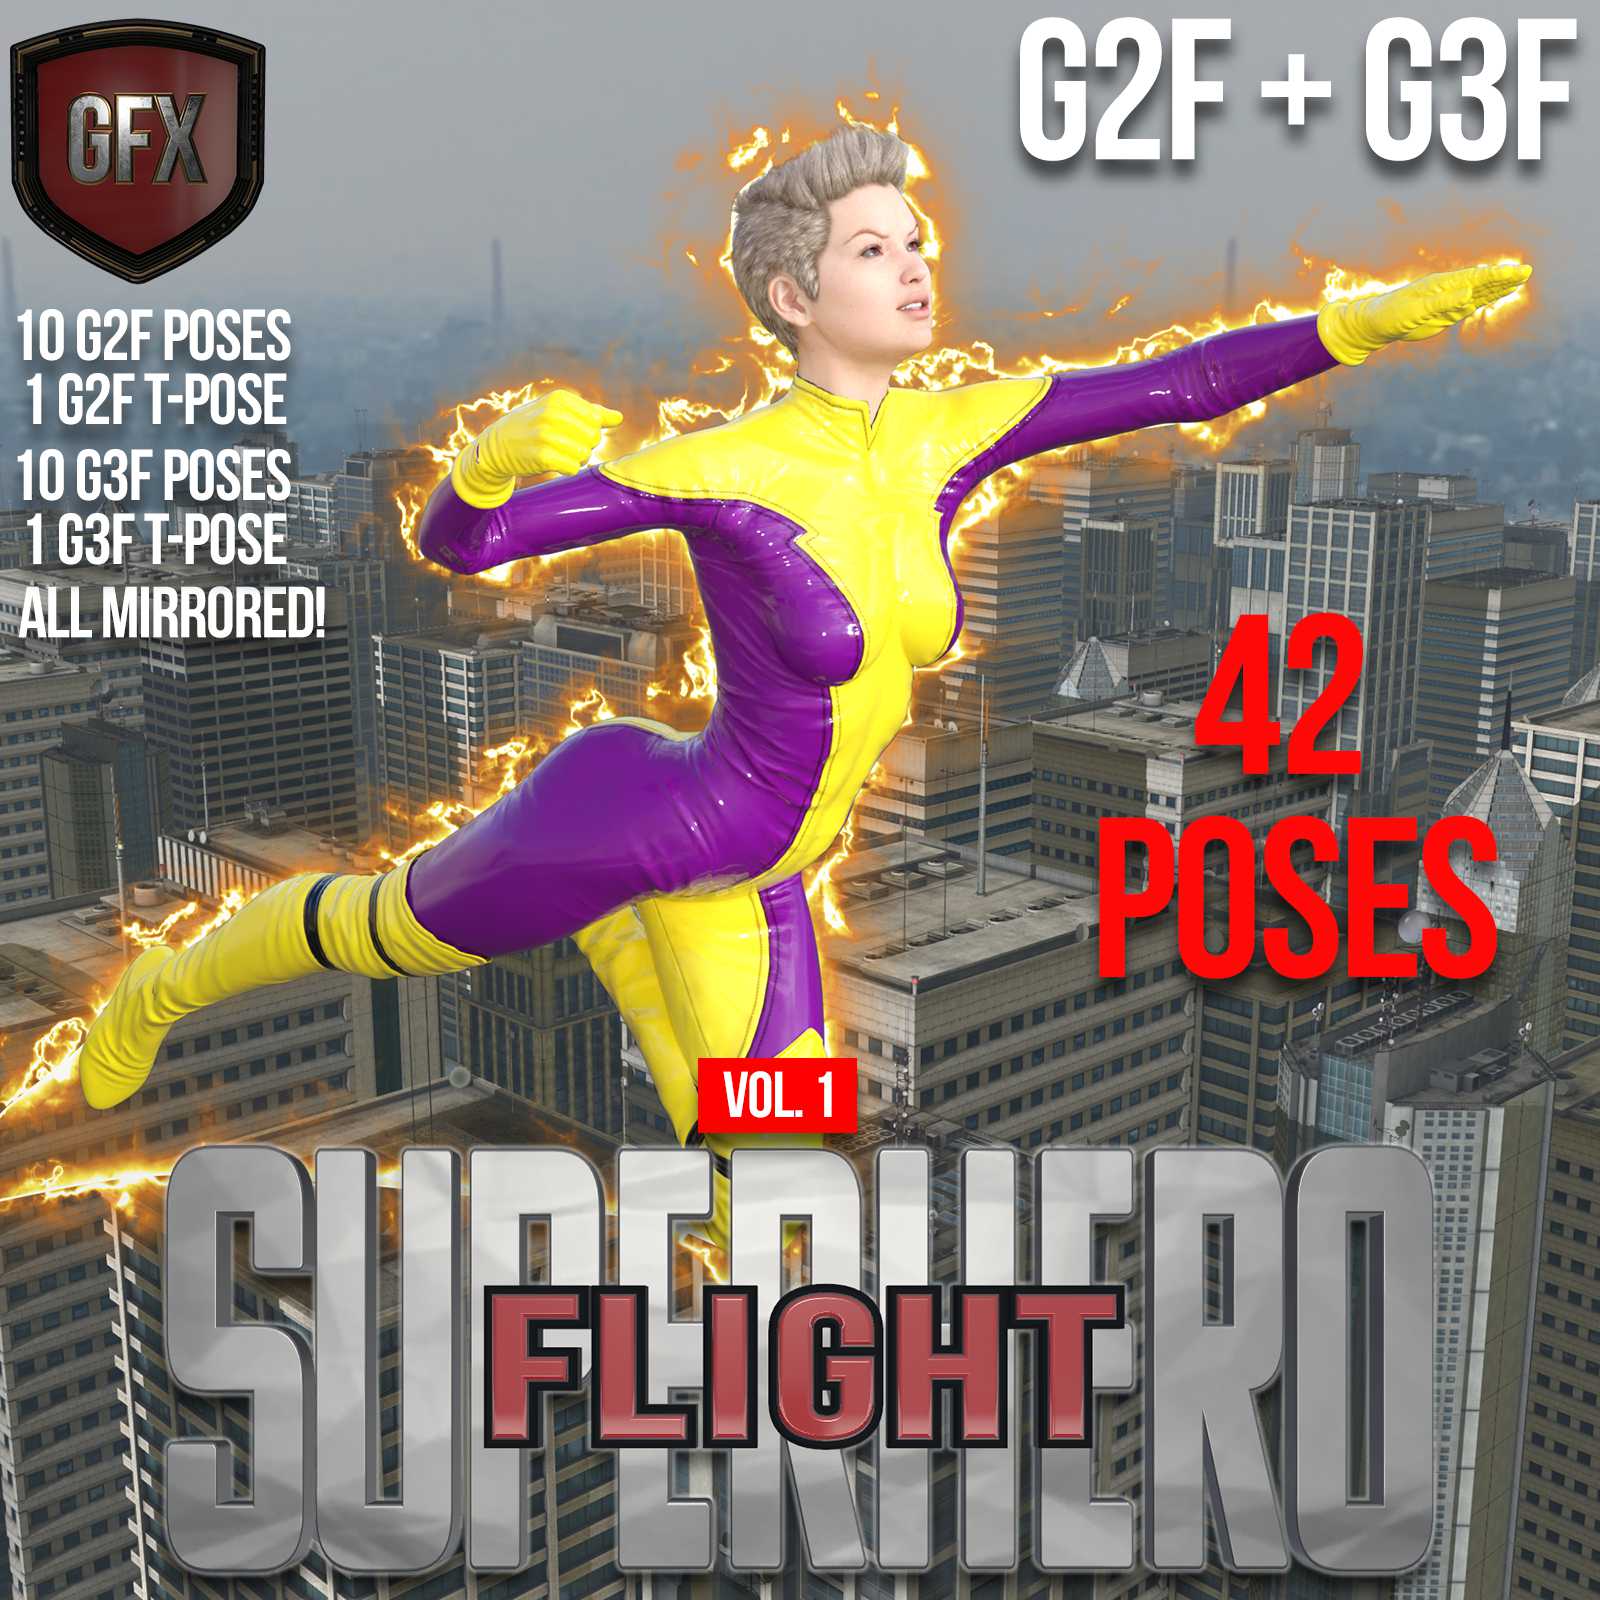 GFX
G2F + G3F
10 G2F POSES
1 G2F T-POSE
10 G3F POSES
1 G3F T-POSE
ALL MIRRORED!
42
POSES
VOL. 1
SUPERHERO
FLIGHT